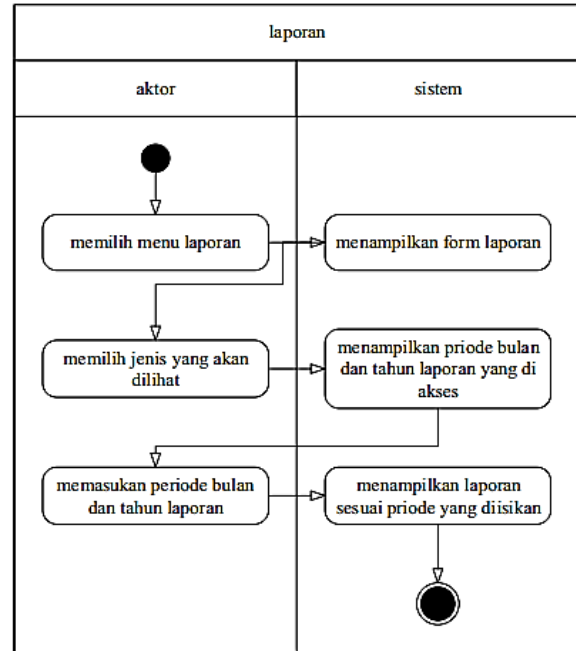 laporan
aktor
sistem
memilih menu laporan
menampilkan form laporan
memilih jenis yang akan
dilihat
menampilkan priode bulan
dan tahun laporan yang di
akses
memasukan periode bulan
dan tahun laporan
menampilkan laporan
sesuai priode yang diisikan